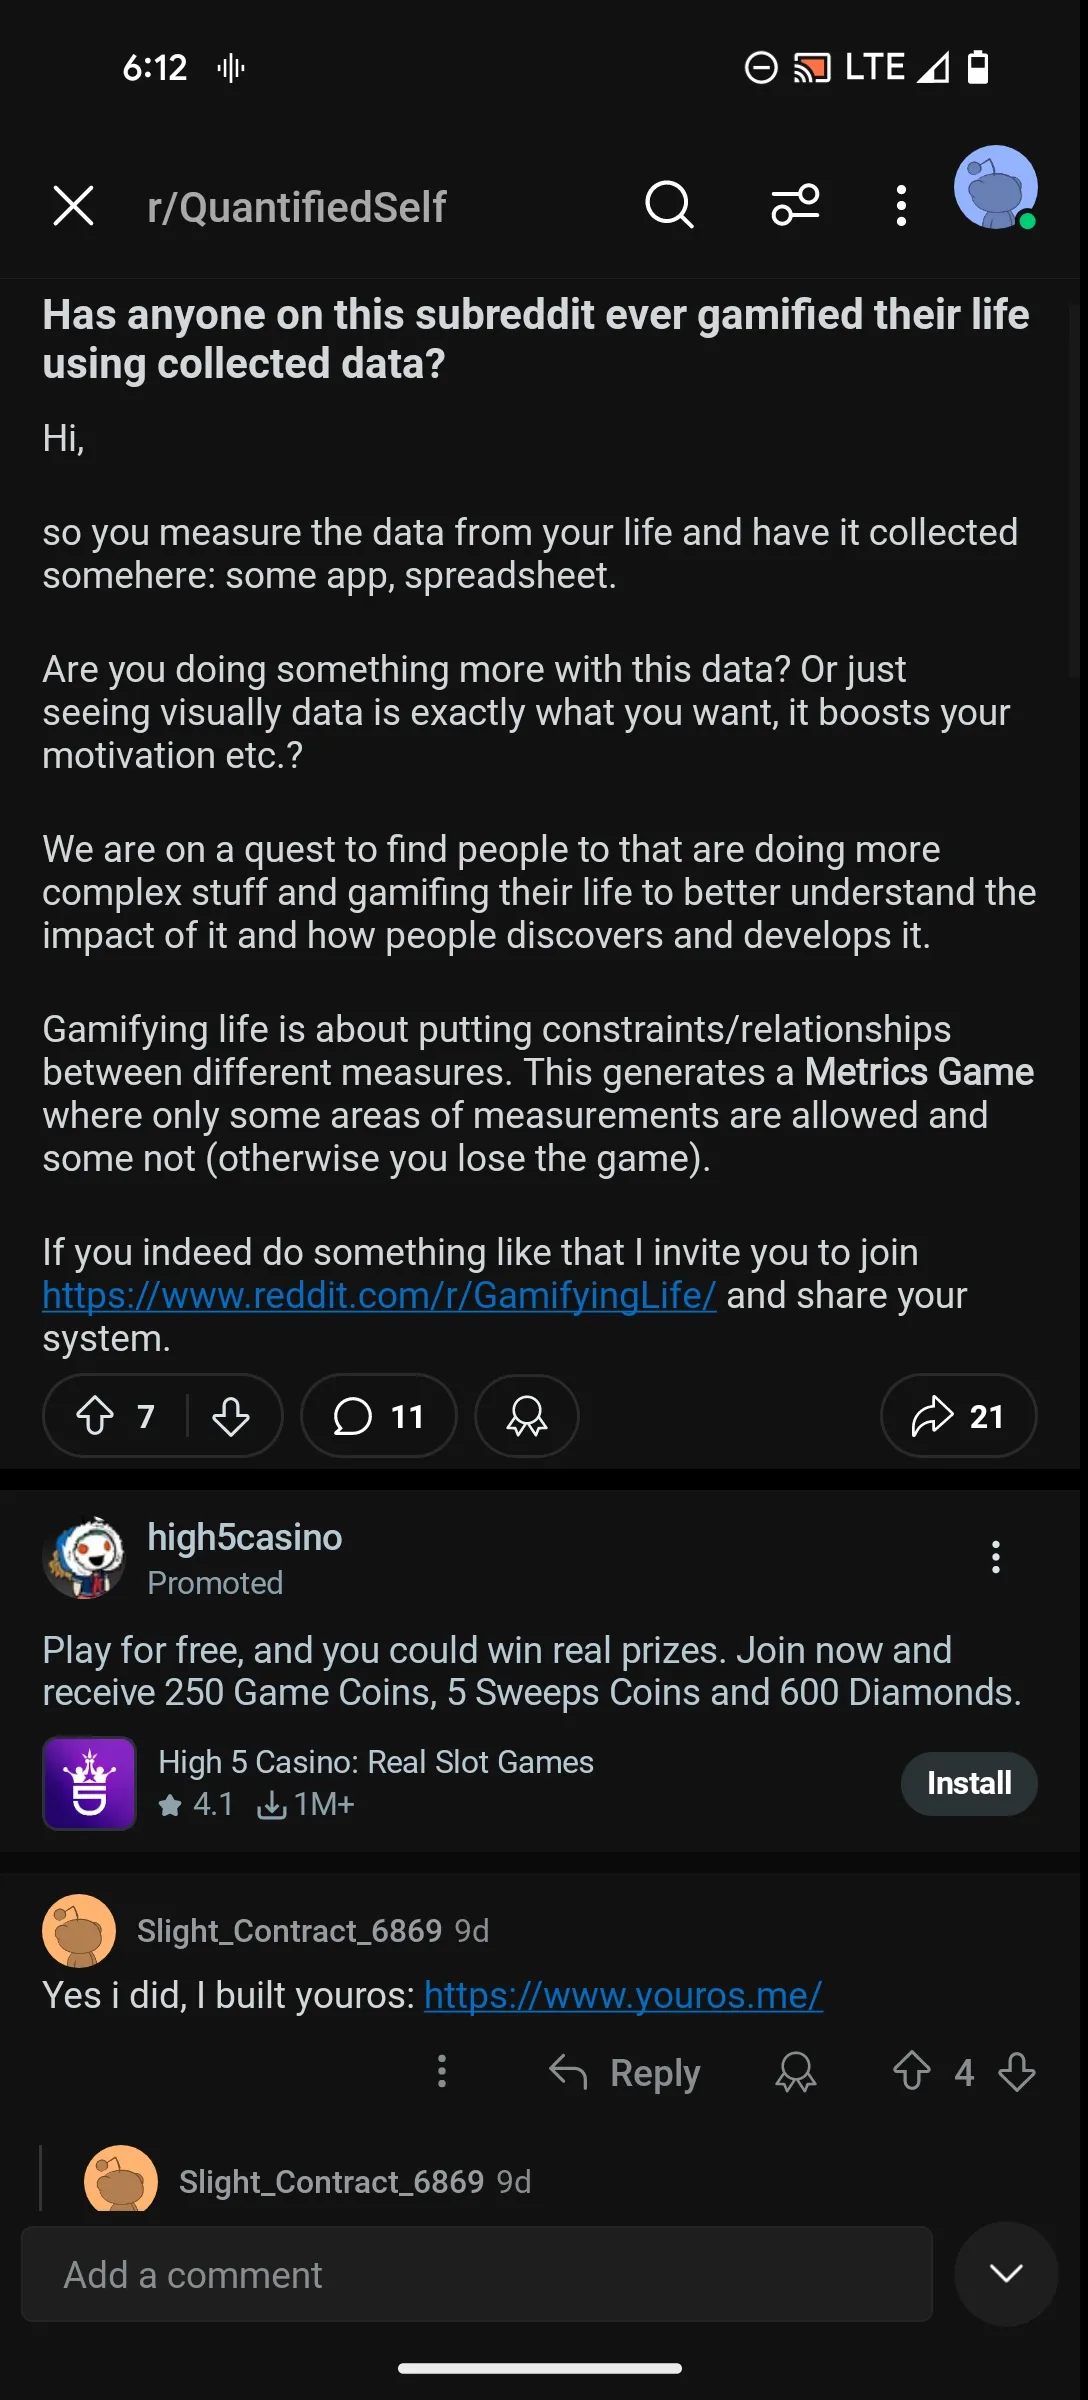 6:12
LTE
r/QuantifiedSelf
Has anyone on this subreddit ever gamified their life
using collected data?
Hi,
so you measure the data from your life and have it collected
somehere: some app, spreadsheet.
Are you doing something more with this data? Or just
seeing visually data is exactly what you want, it boosts your
motivation etc.?
We are on a quest to find people to that are doing more
complex stuff and gamifing their life to better understand the
impact of it and how people discovers and develops it.
Gamifying life is about putting constraints/relationships
between different measures. This generates a Metrics Game
where only some areas of measurements are allowed and
some not (otherwise you lose the game).
If you indeed do something like that I invite you to join
https://www.reddit.com/r/GamifyingLife/ and share your
system.
7
11
21
high5casino
Promoted
Play for free, and you could win real prizes. Join now and
receive 250 Game Coins, 5 Sweeps Coins and 600 Diamonds.
5
High 5 Casino: Real Slot Games
4.1 1M+
Install
Slight_Contract_6869 9d
Yes i did, I built youros: https://www.youros.me/
Reply
4
Slight_Contract_6869 9d
Add a comment